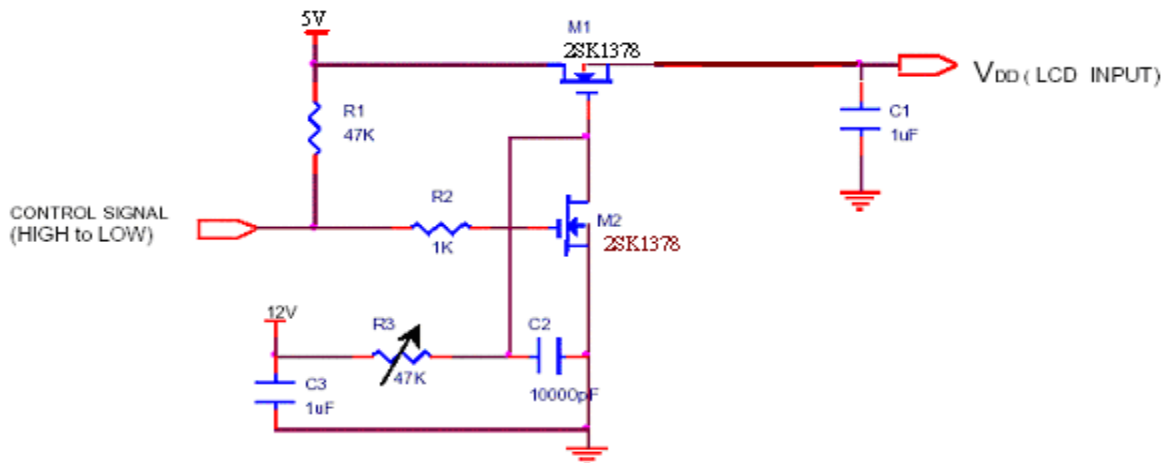 5V
M1
2SK1378
V_DD ( LCD INPUT)
R1
47K
C1
1uF
R2
1K
CONTROL SIGNAL
(HIGH to LOW)
M2
2SK1378
12V
R3
47K
C2
10000pF
C3
1uF